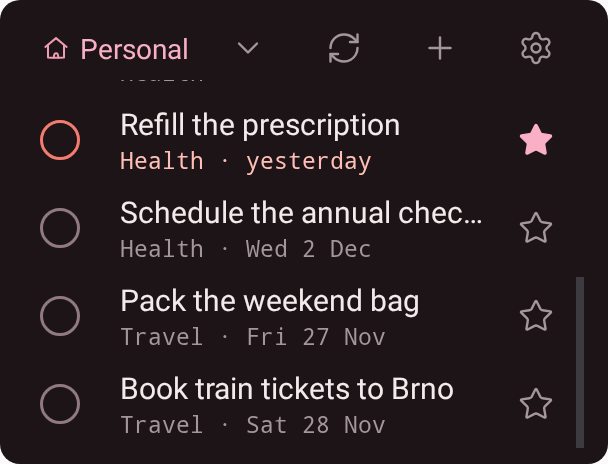 Personal
Refill the prescription
Health · yesterday
Schedule the annual chec…
Health · Wed 2 Dec
Pack the weekend bag
Travel · Fri 27 Nov
Book train tickets to Brno
Travel · Sat 28 Nov